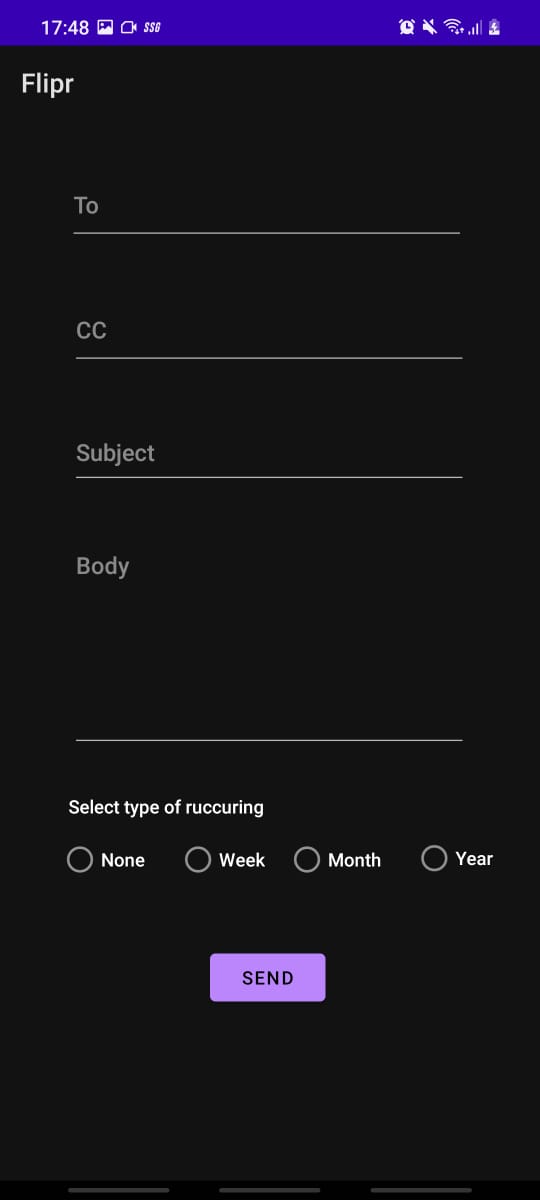 17:48 SSG
Flipr
To
CC
Subject
Body
Select type of ruccuring
None Week Month Year
SEND